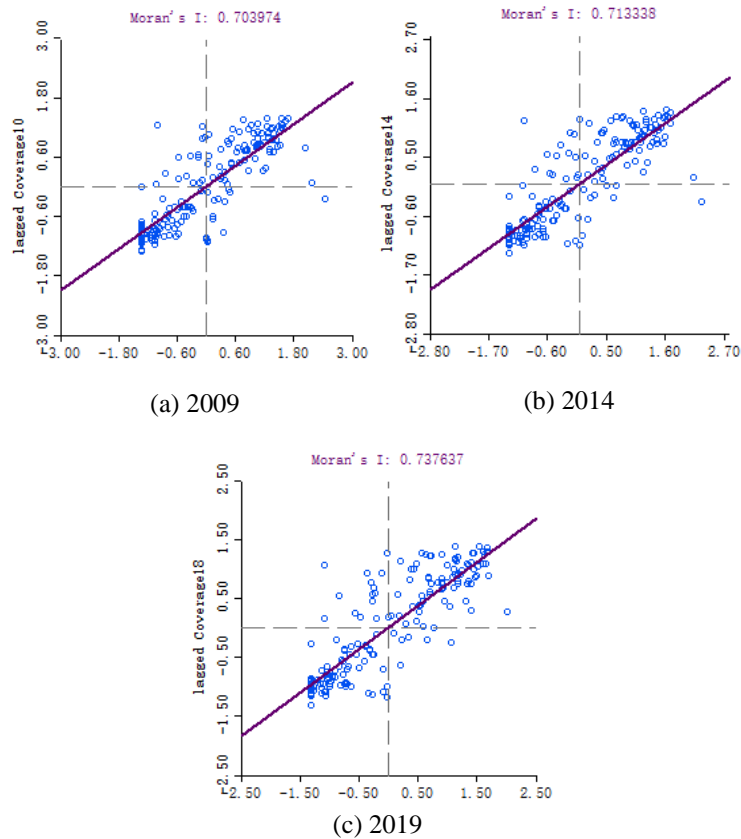 Moran's I: 0.703974
lagged Coverage10
3.00
1.80
0.60
-0.60
-1.80
-3.00
-3.00 -1.80 -0.60 0.60 1.80 3.00
(a) 2009
Moran's I: 0.713338
lagged Coverage14
2.70
1.60
0.50
-0.60
-1.70
-2.80
-2.80 -1.70 -0.60 0.50 1.60 2.70
(b) 2014
Moran's I: 0.737637
lagged Coverage18
2.50
1.50
0.50
-0.50
-1.50
-2.50
-2.50 -1.50 -0.50 0.50 1.50 2.50
(c) 2019